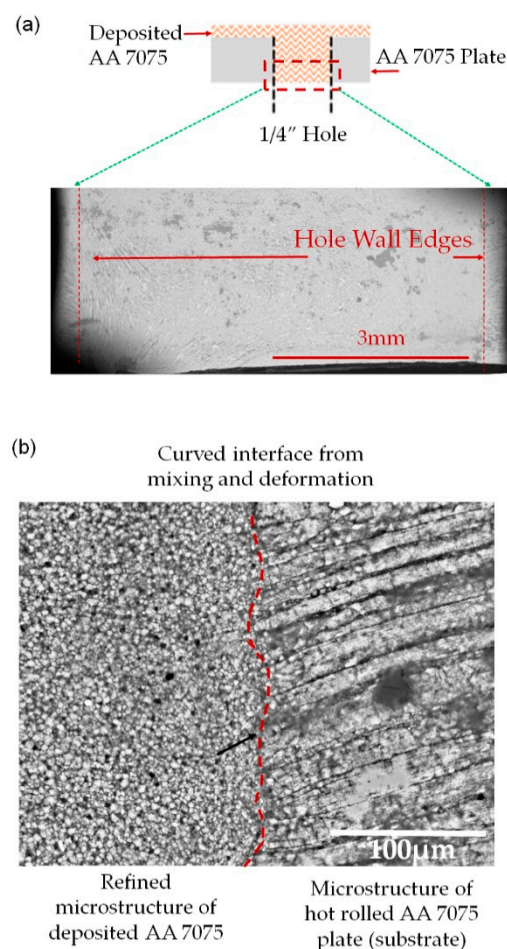 (a)
Deposited
AA 7075
AA 7075 Plate
1/4” Hole
Hole Wall Edges
3mm
(b)
Curved interface from
mixing and deformation
100µm
Refined
microstructure of
deposited AA 7075
Microstructure of
hot rolled AA 7075
plate (substrate)